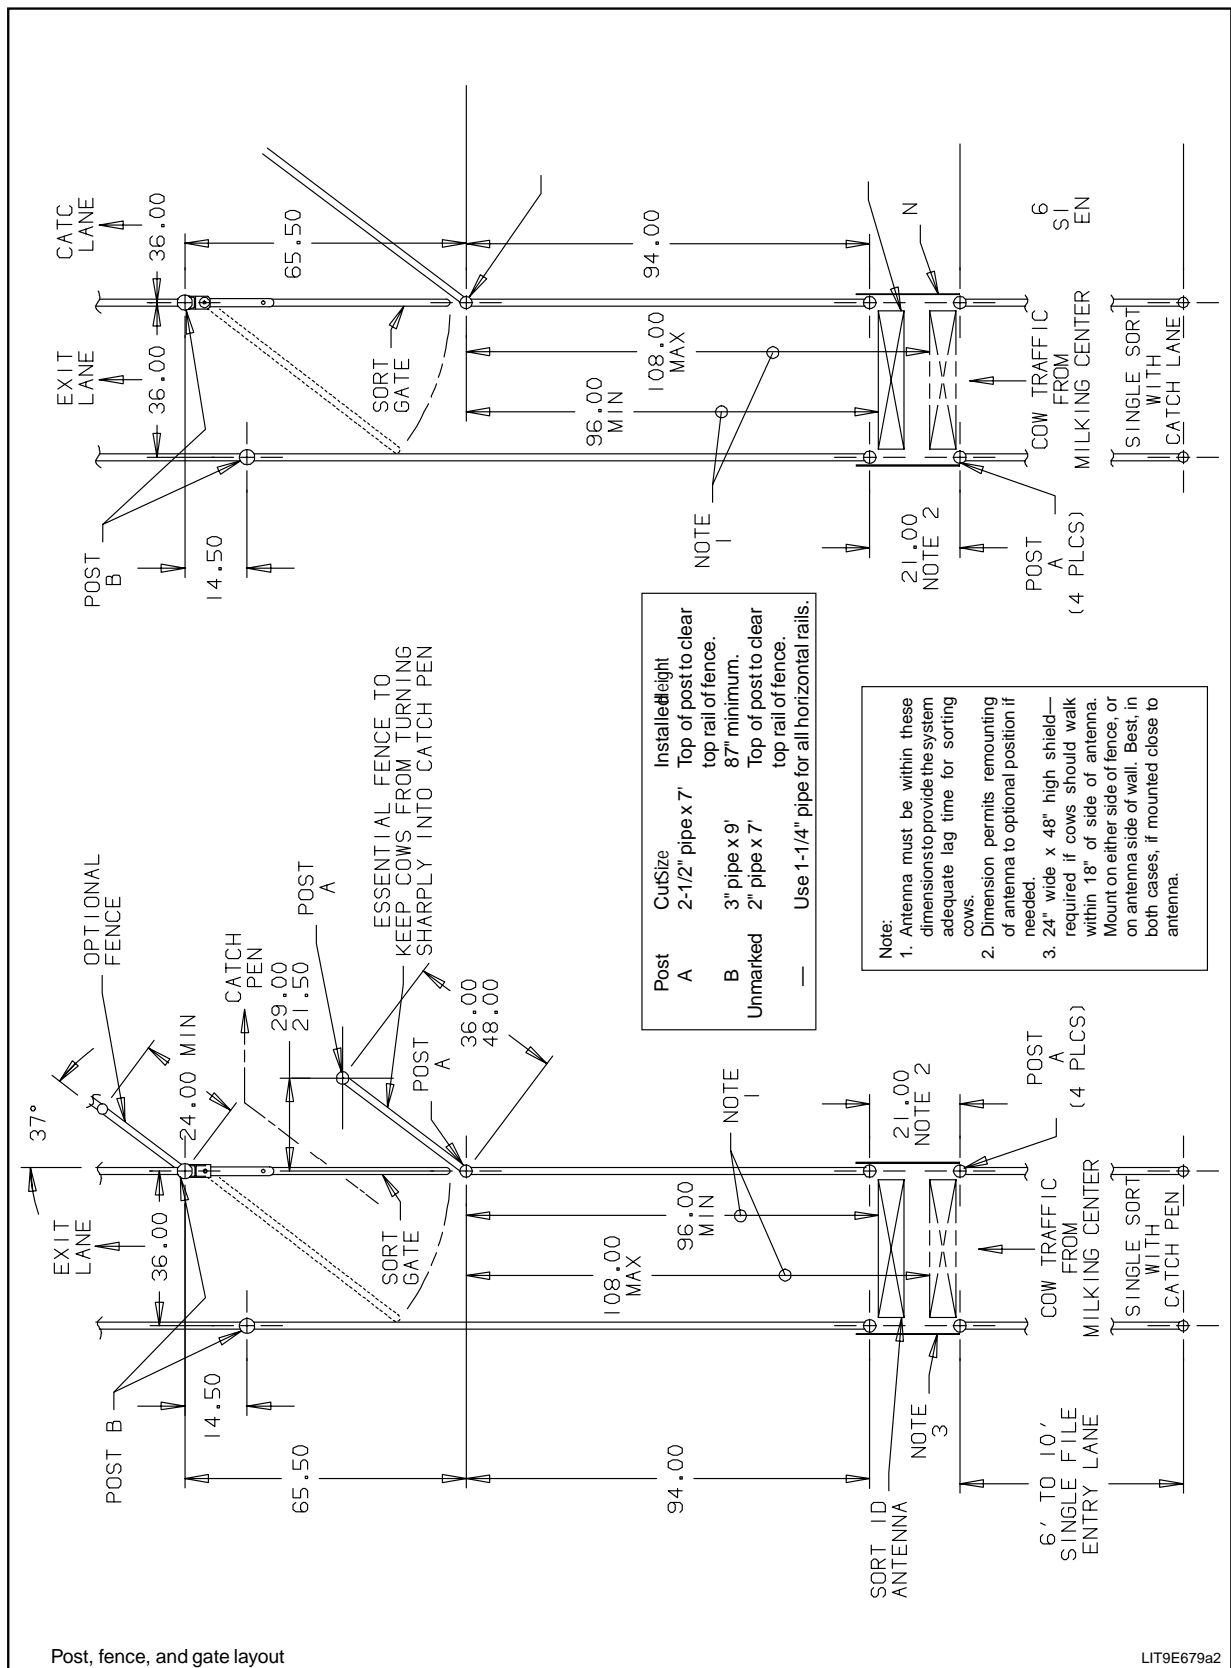 CATC
LANE
36.00
EXIT
LANE
36.00
POST
B
14.50
65.50
SORT
GATE
94.00
108.00
MAX
96.00
MIN
NOTE
1
N
21.00
NOTE 2
POST
A
(4 PLCS)
COW TRAFFIC
FROM
MILKING CENTER
6
SI
EN
SINGLE SORT
WITH
CATCH LANE
Post CutSize Installed Height
A 2-1/2" pipe x 7' Top of post to clear
top rail of fence.
B 3" pipe x 9' 87" minimum.
Unmarked 2" pipe x 7' Top of post to clear
top rail of fence.
— Use 1-1/4" pipe for all horizontal rails.
Note:
1. Antenna must be within these
dimensions to provide the system
adequate lag time for sorting
cows.
2. Dimension permits remounting
of antenna to optional position if
needed.
3. 24" wide x 48" high shield—
required if cows should walk
within 18" of side of antenna.
Mount on either side of fence, or
on antenna side of wall. Best, in
both cases, if mounted close to
antenna.
OPTIONAL
FENCE
37°
24.00 MIN
CATCH
PEN
29.00
21.50
POST
A
ESSENTIAL FENCE TO
KEEP COWS FROM TURNING
SHARPLY INTO CATCH PEN
36.00
48.00
POST
A
EXIT
LANE
36.00
SORT
GATE
POST B
14.50
65.50
94.00
96.00
MIN
108.00
MAX
NOTE
1
21.00
NOTE 2
POST
A
(4 PLCS)
NOTE
3
SORT ID
ANTENNA
COW TRAFFIC
FROM
MILKING CENTER
6' TO 10'
SINGLE FILE
ENTRY LANE
SINGLE SORT
WITH
CATCH PEN
Post, fence, and gate layout
LIT9E679a2